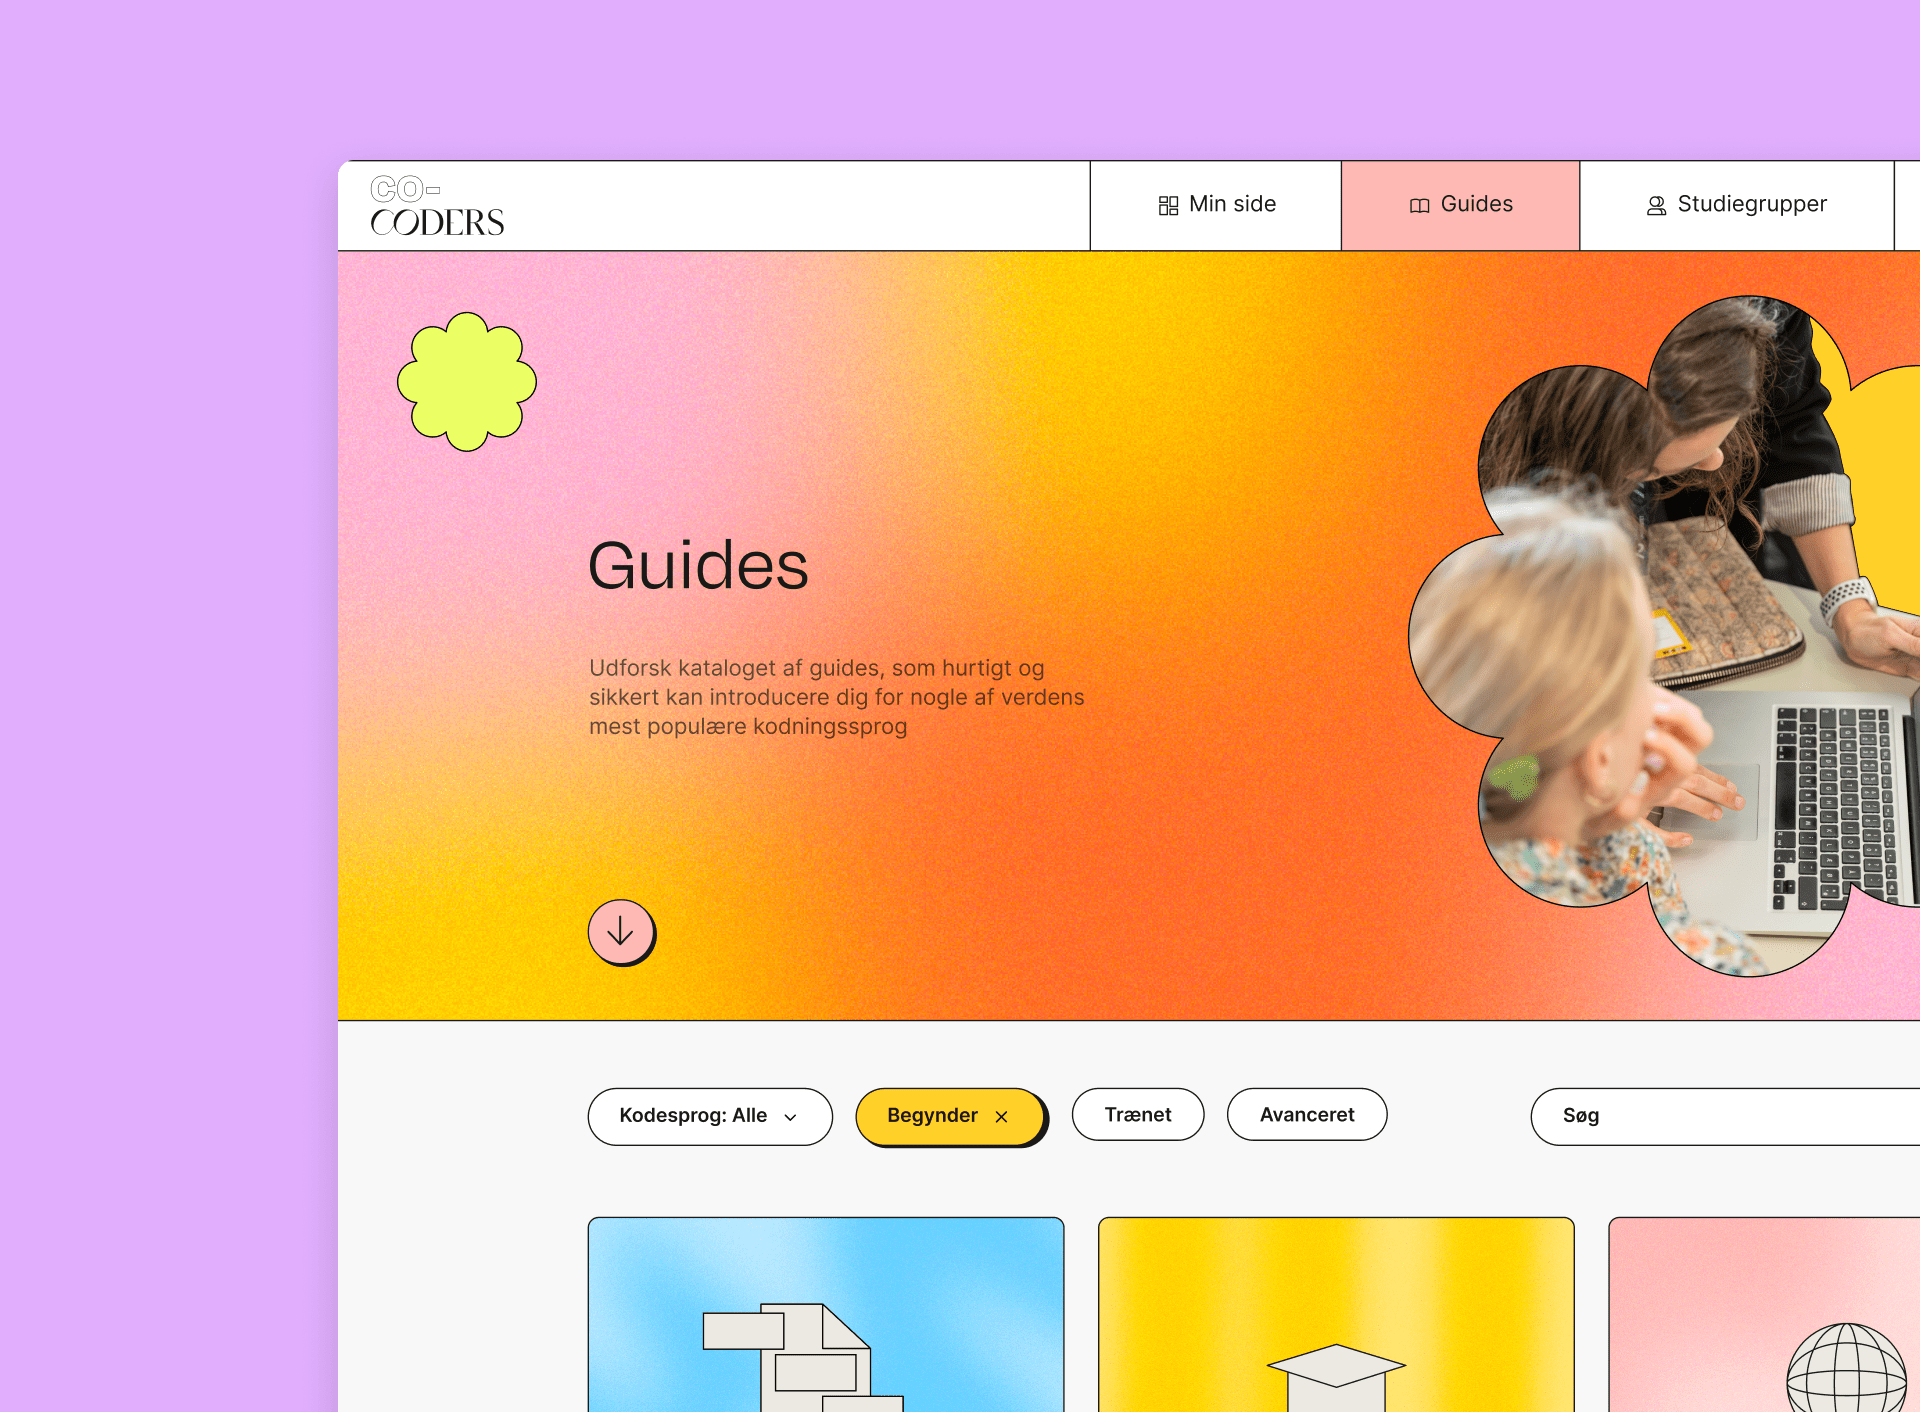 CO-
CODERS
Min side
Guides
Studiegrupper
Guides
Udforsk kataloget af guides, som hurtigt og
sikkert kan introducere dig for nogle af verdens
mest populære kodningssprog
Kodesprog: Alle
Begynder
Trænet
Avanceret
Søg